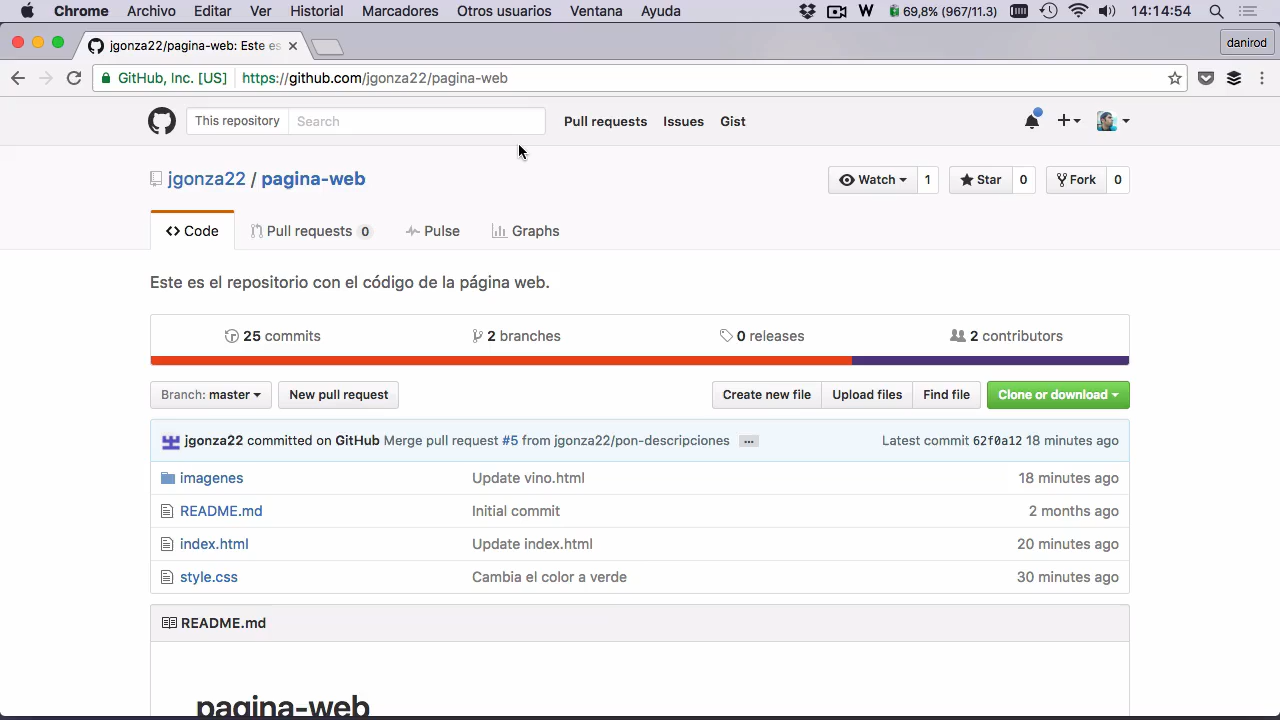 Chrome Archivo Editar Ver Historial Marcadores Otros usuarios Ventana Ayuda W 69,8% (967/11.3) 14:14:54
jgonza22/pagina-web: Este es danirod
GitHub, Inc. [US] https://github.com/jgonza22/pagina-web
This repository Search Pull requests Issues Gist
jgonza22 / pagina-web Watch 1 Star 0 Fork 0
Code Pull requests 0 Pulse Graphs
Este es el repositorio con el código de la página web.
25 commits 2 branches 0 releases 2 contributors
Branch: master New pull request Create new file Upload files Find file Clone or download
jgonza22 committed on GitHub Merge pull request #5 from jgonza22/pon-descripciones ... Latest commit 62f0a12 18 minutes ago
imagenes Update vino.html 18 minutes ago
README.md Initial commit 2 months ago
index.html Update index.html 20 minutes ago
style.css Cambia el color a verde 30 minutes ago
README.md
pagina-web